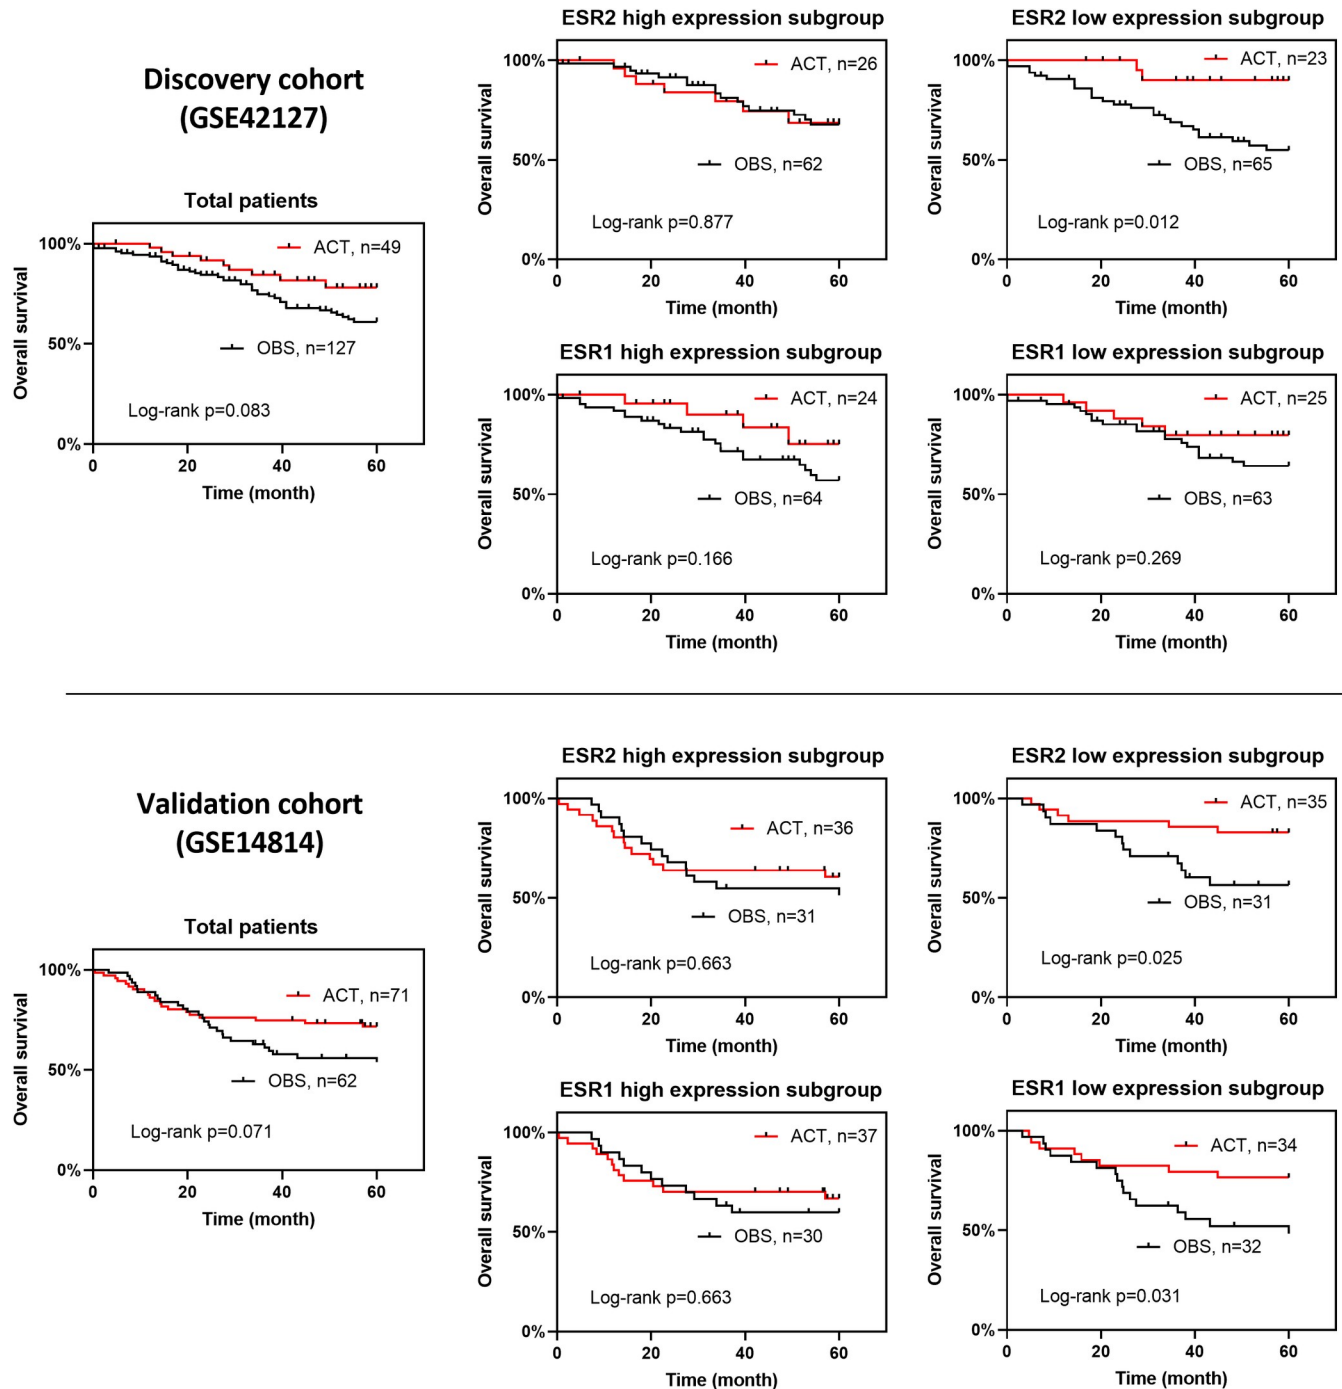 Discovery cohort
(GSE42127)
Total patients
Overall survival
100%
50%
0%
ACT, n=49
OBS, n=127
Log-rank p=0.083
0 20 40 60
Time (month)
ESR2 high expression subgroup
Overall survival
100%
50%
0%
ACT, n=26
OBS, n=62
Log-rank p=0.877
0 20 40 60
Time (month)
ESR2 low expression subgroup
Overall survival
100%
50%
0%
ACT, n=23
OBS, n=65
Log-rank p=0.012
0 20 40 60
Time (month)
ESR1 high expression subgroup
Overall survival
100%
50%
0%
ACT, n=24
OBS, n=64
Log-rank p=0.166
0 20 40 60
Time (month)
ESR1 low expression subgroup
Overall survival
100%
50%
0%
ACT, n=25
OBS, n=63
Log-rank p=0.269
0 20 40 60
Time (month)
Validation cohort
(GSE14814)
Total patients
Overall survival
100%
50%
0%
ACT, n=71
OBS, n=62
Log-rank p=0.071
0 20 40 60
Time (month)
ESR2 high expression subgroup
Overall survival
100%
50%
0%
ACT, n=36
OBS, n=31
Log-rank p=0.663
0 20 40 60
Time (month)
ESR2 low expression subgroup
Overall survival
100%
50%
0%
ACT, n=35
OBS, n=31
Log-rank p=0.025
0 20 40 60
Time (month)
ESR1 high expression subgroup
Overall survival
100%
50%
0%
ACT, n=37
OBS, n=30
Log-rank p=0.663
0 20 40 60
Time (month)
ESR1 low expression subgroup
Overall survival
100%
50%
0%
ACT, n=34
OBS, n=32
Log-rank p=0.031
0 20 40 60
Time (month)